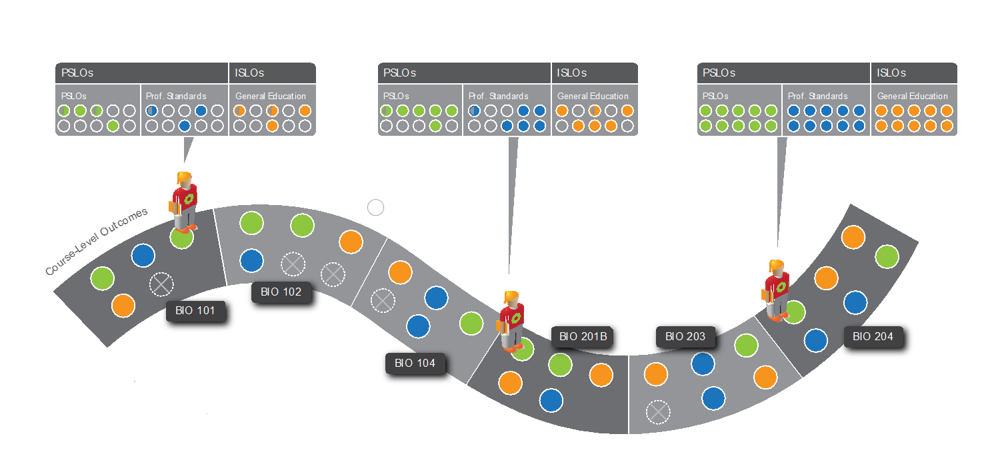 PSLOs ISLOs
PSLOs Prof. Standards General Education
PSLOs ISLOs
PSLOs Prof. Standards General Education
PSLOs ISLOs
PSLOs Prof. Standards General Education
Course-Level Outcomes
BIO 101
BIO 102
BIO 104
BIO 201B
BIO 203
BIO 204